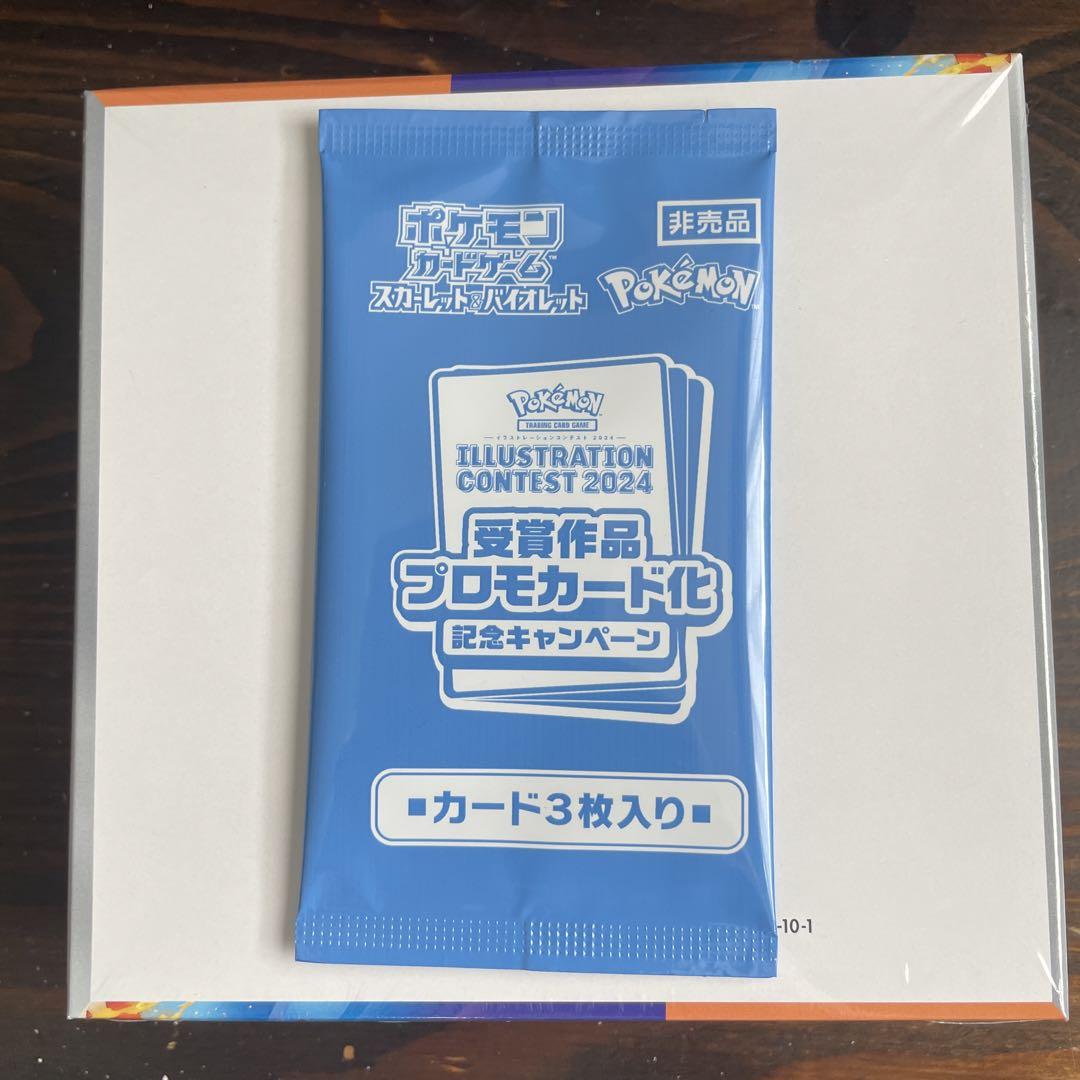 ポケモン
カードゲーム™
スカーレット&バイオレット
非売品
POKéMON™
POKéMON
TRADING CARD GAME
イラストレーションコンテスト 2024
ILLUSTRATION
CONTEST 2024
受賞作品
プロモカード化
記念キャンペーン
■カード3枚入り■
-10-1